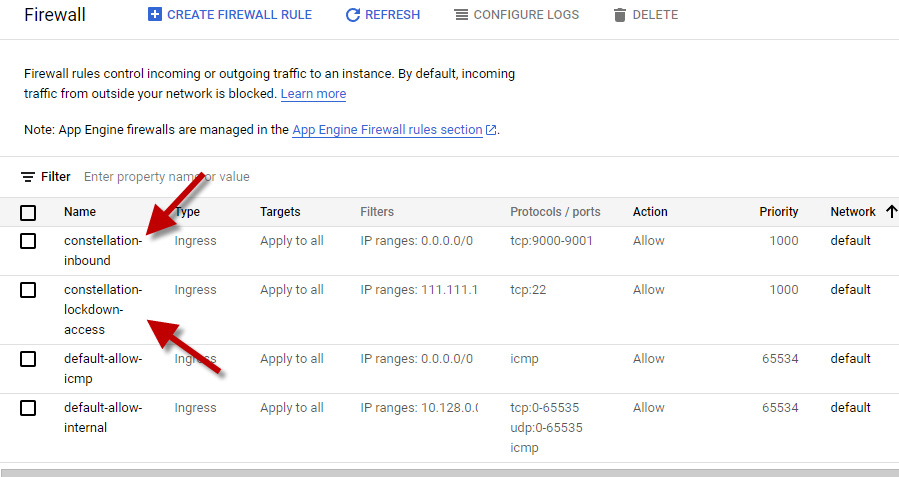 Firewall
CREATE FIREWALL RULE
REFRESH
CONFIGURE LOGS
DELETE
Firewall rules control incoming or outgoing traffic to an instance. By default, incoming
traffic from outside your network is blocked. Learn more
Note: App Engine firewalls are managed in the App Engine Firewall rules section.
Filter Enter property name or value
Name Type Targets Filters Protocols / ports Action Priority Network
constellation- Ingress Apply to all IP ranges: 0.0.0.0/0 tcp:9000-9001 Allow 1000 default
inbound
constellation- Ingress Apply to all IP ranges: 111.111.1 tcp:22 Allow 1000 default
lockdown-
access
default-allow- Ingress Apply to all IP ranges: 0.0.0.0/0 icmp Allow 65534 default
icmp
default-allow- Ingress Apply to all IP ranges: 10.128.0.0 tcp:0-65535 Allow 65534 default
internal udp:0-65535
icmp